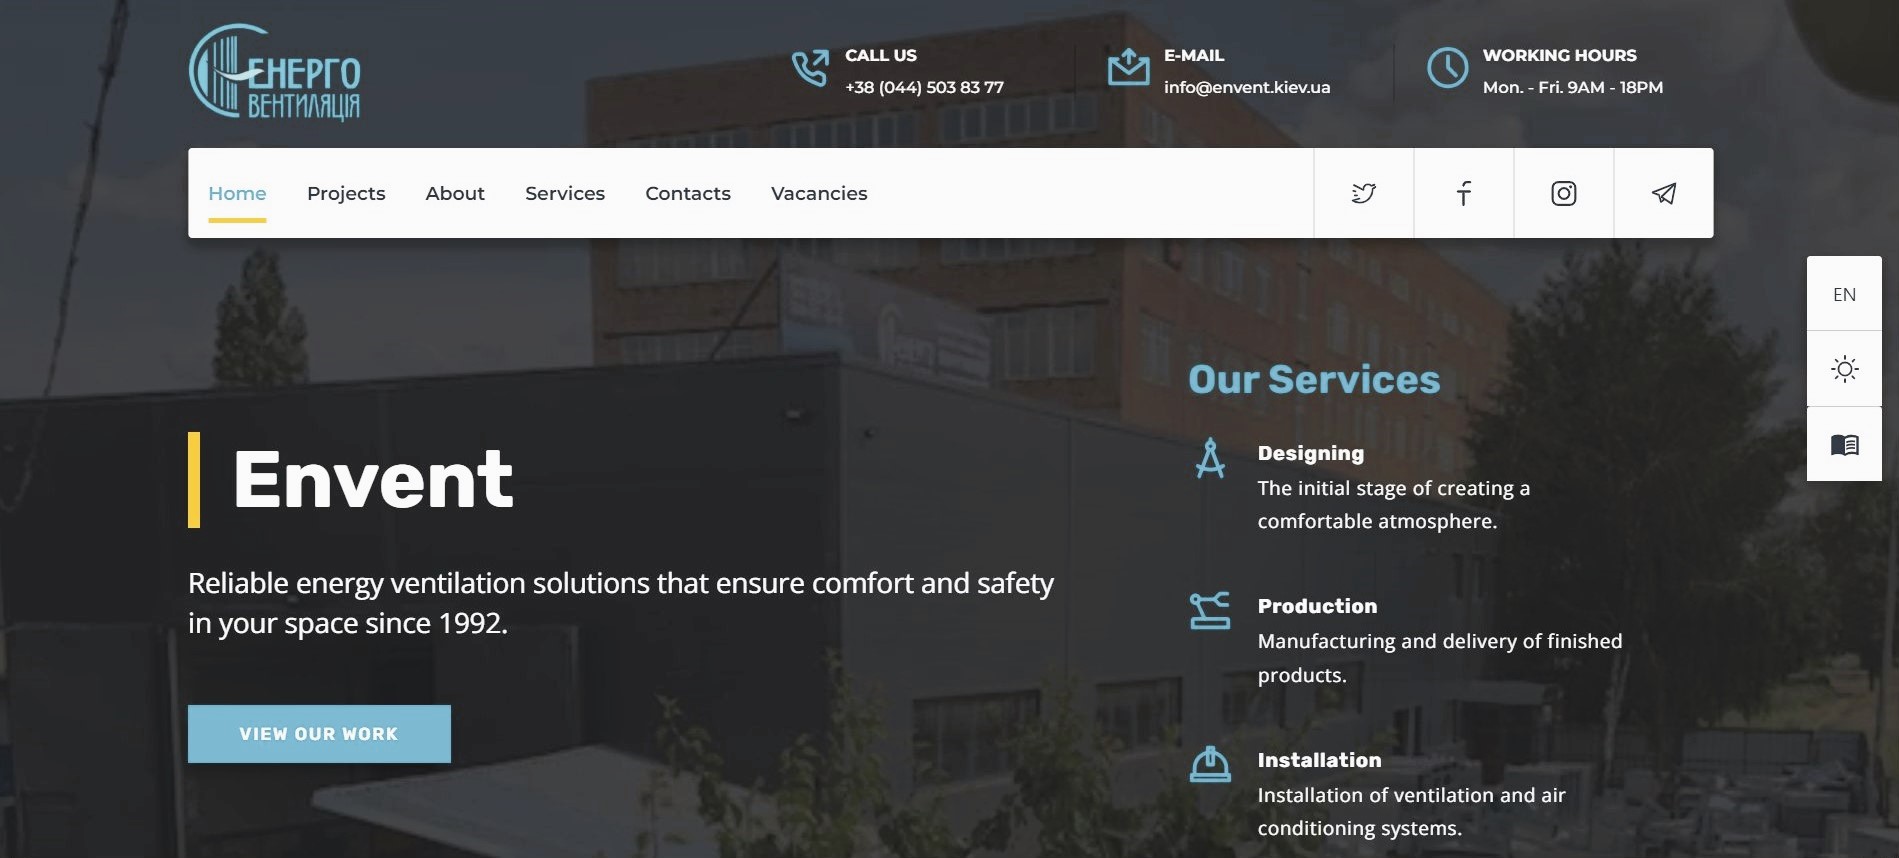 ЕНЕРГО
ВЕНТИЛЯЦІЯ
CALL US
+38 (044) 503 83 77
E-MAIL
info@envent.kiev.ua
WORKING HOURS
Mon. - Fri. 9AM - 18PM
Home
Projects
About
Services
Contacts
Vacancies
EN
Envent
Reliable energy ventilation solutions that ensure comfort and safety
in your space since 1992.
VIEW OUR WORK
Our Services
Designing
The initial stage of creating a
comfortable atmosphere.
Production
Manufacturing and delivery of finished
products.
Installation
Installation of ventilation and air
conditioning systems.